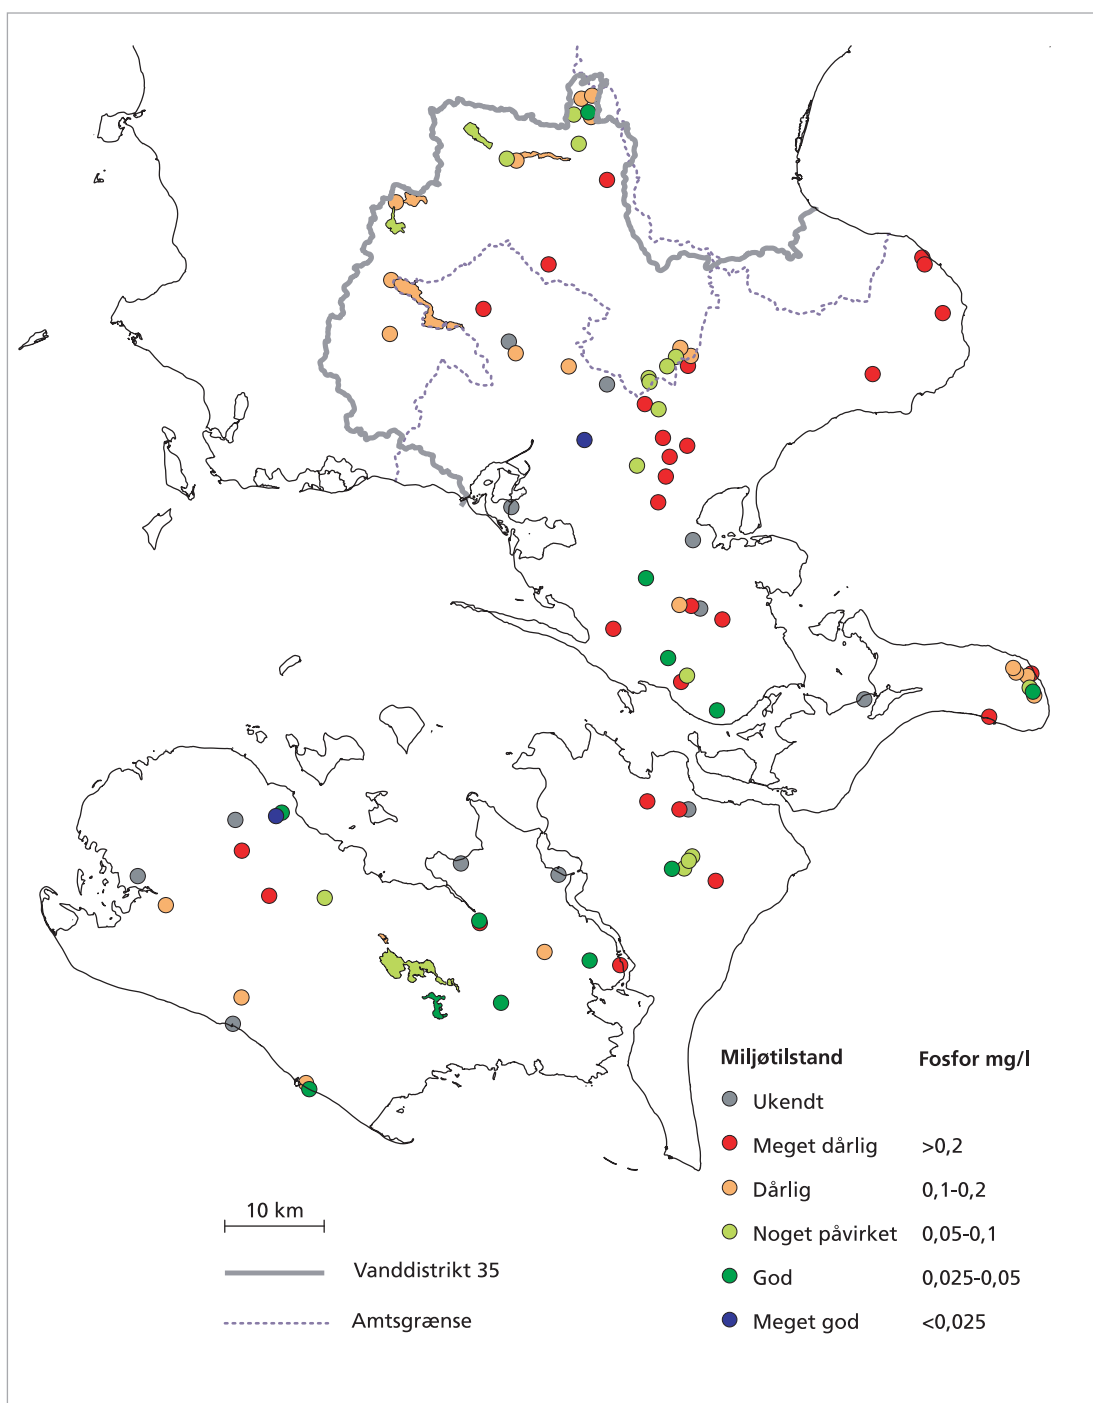 Miljøtilstand Fosfor mg/l
Ukendt
Meget dårlig >0,2
Dårlig 0,1-0,2
Noget påvirket 0,05-0,1
God 0,025-0,05
Meget god <0,025
10 km
Vanddistrikt 35
Amtsgrænse